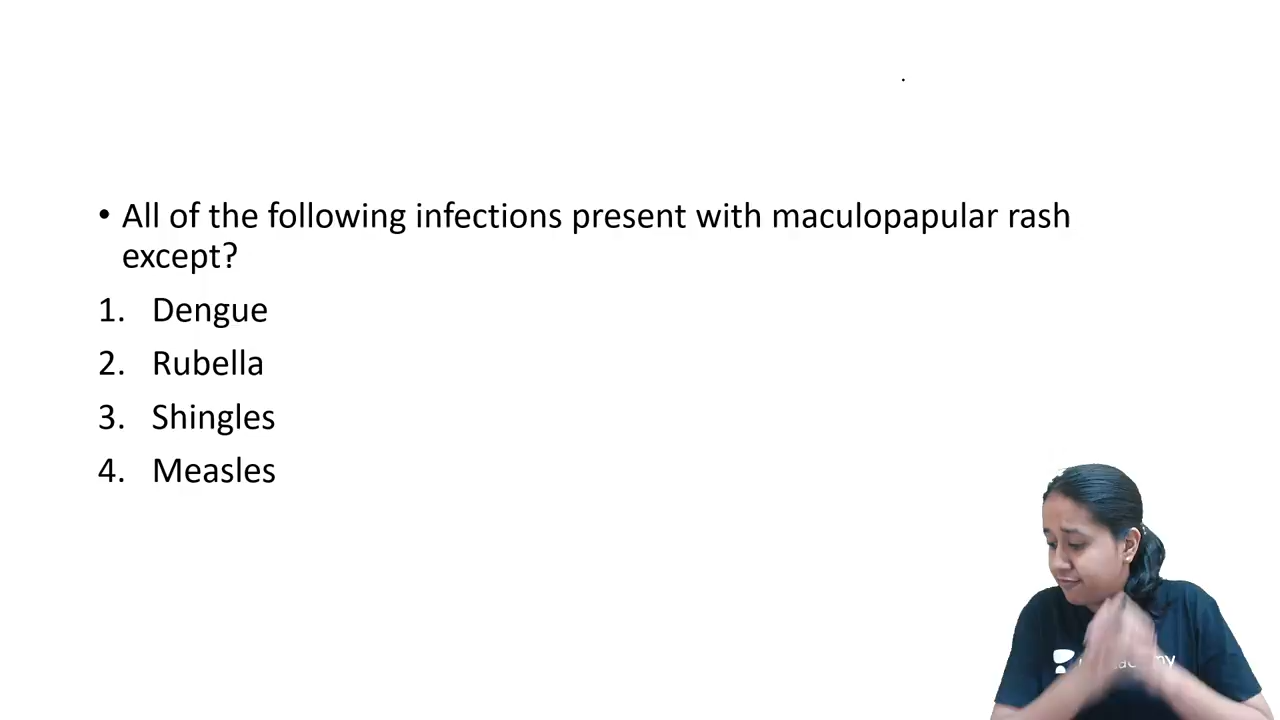 • All of the following infections present with maculopapular rash
except?
1. Dengue
2. Rubella
3. Shingles
4. Measles